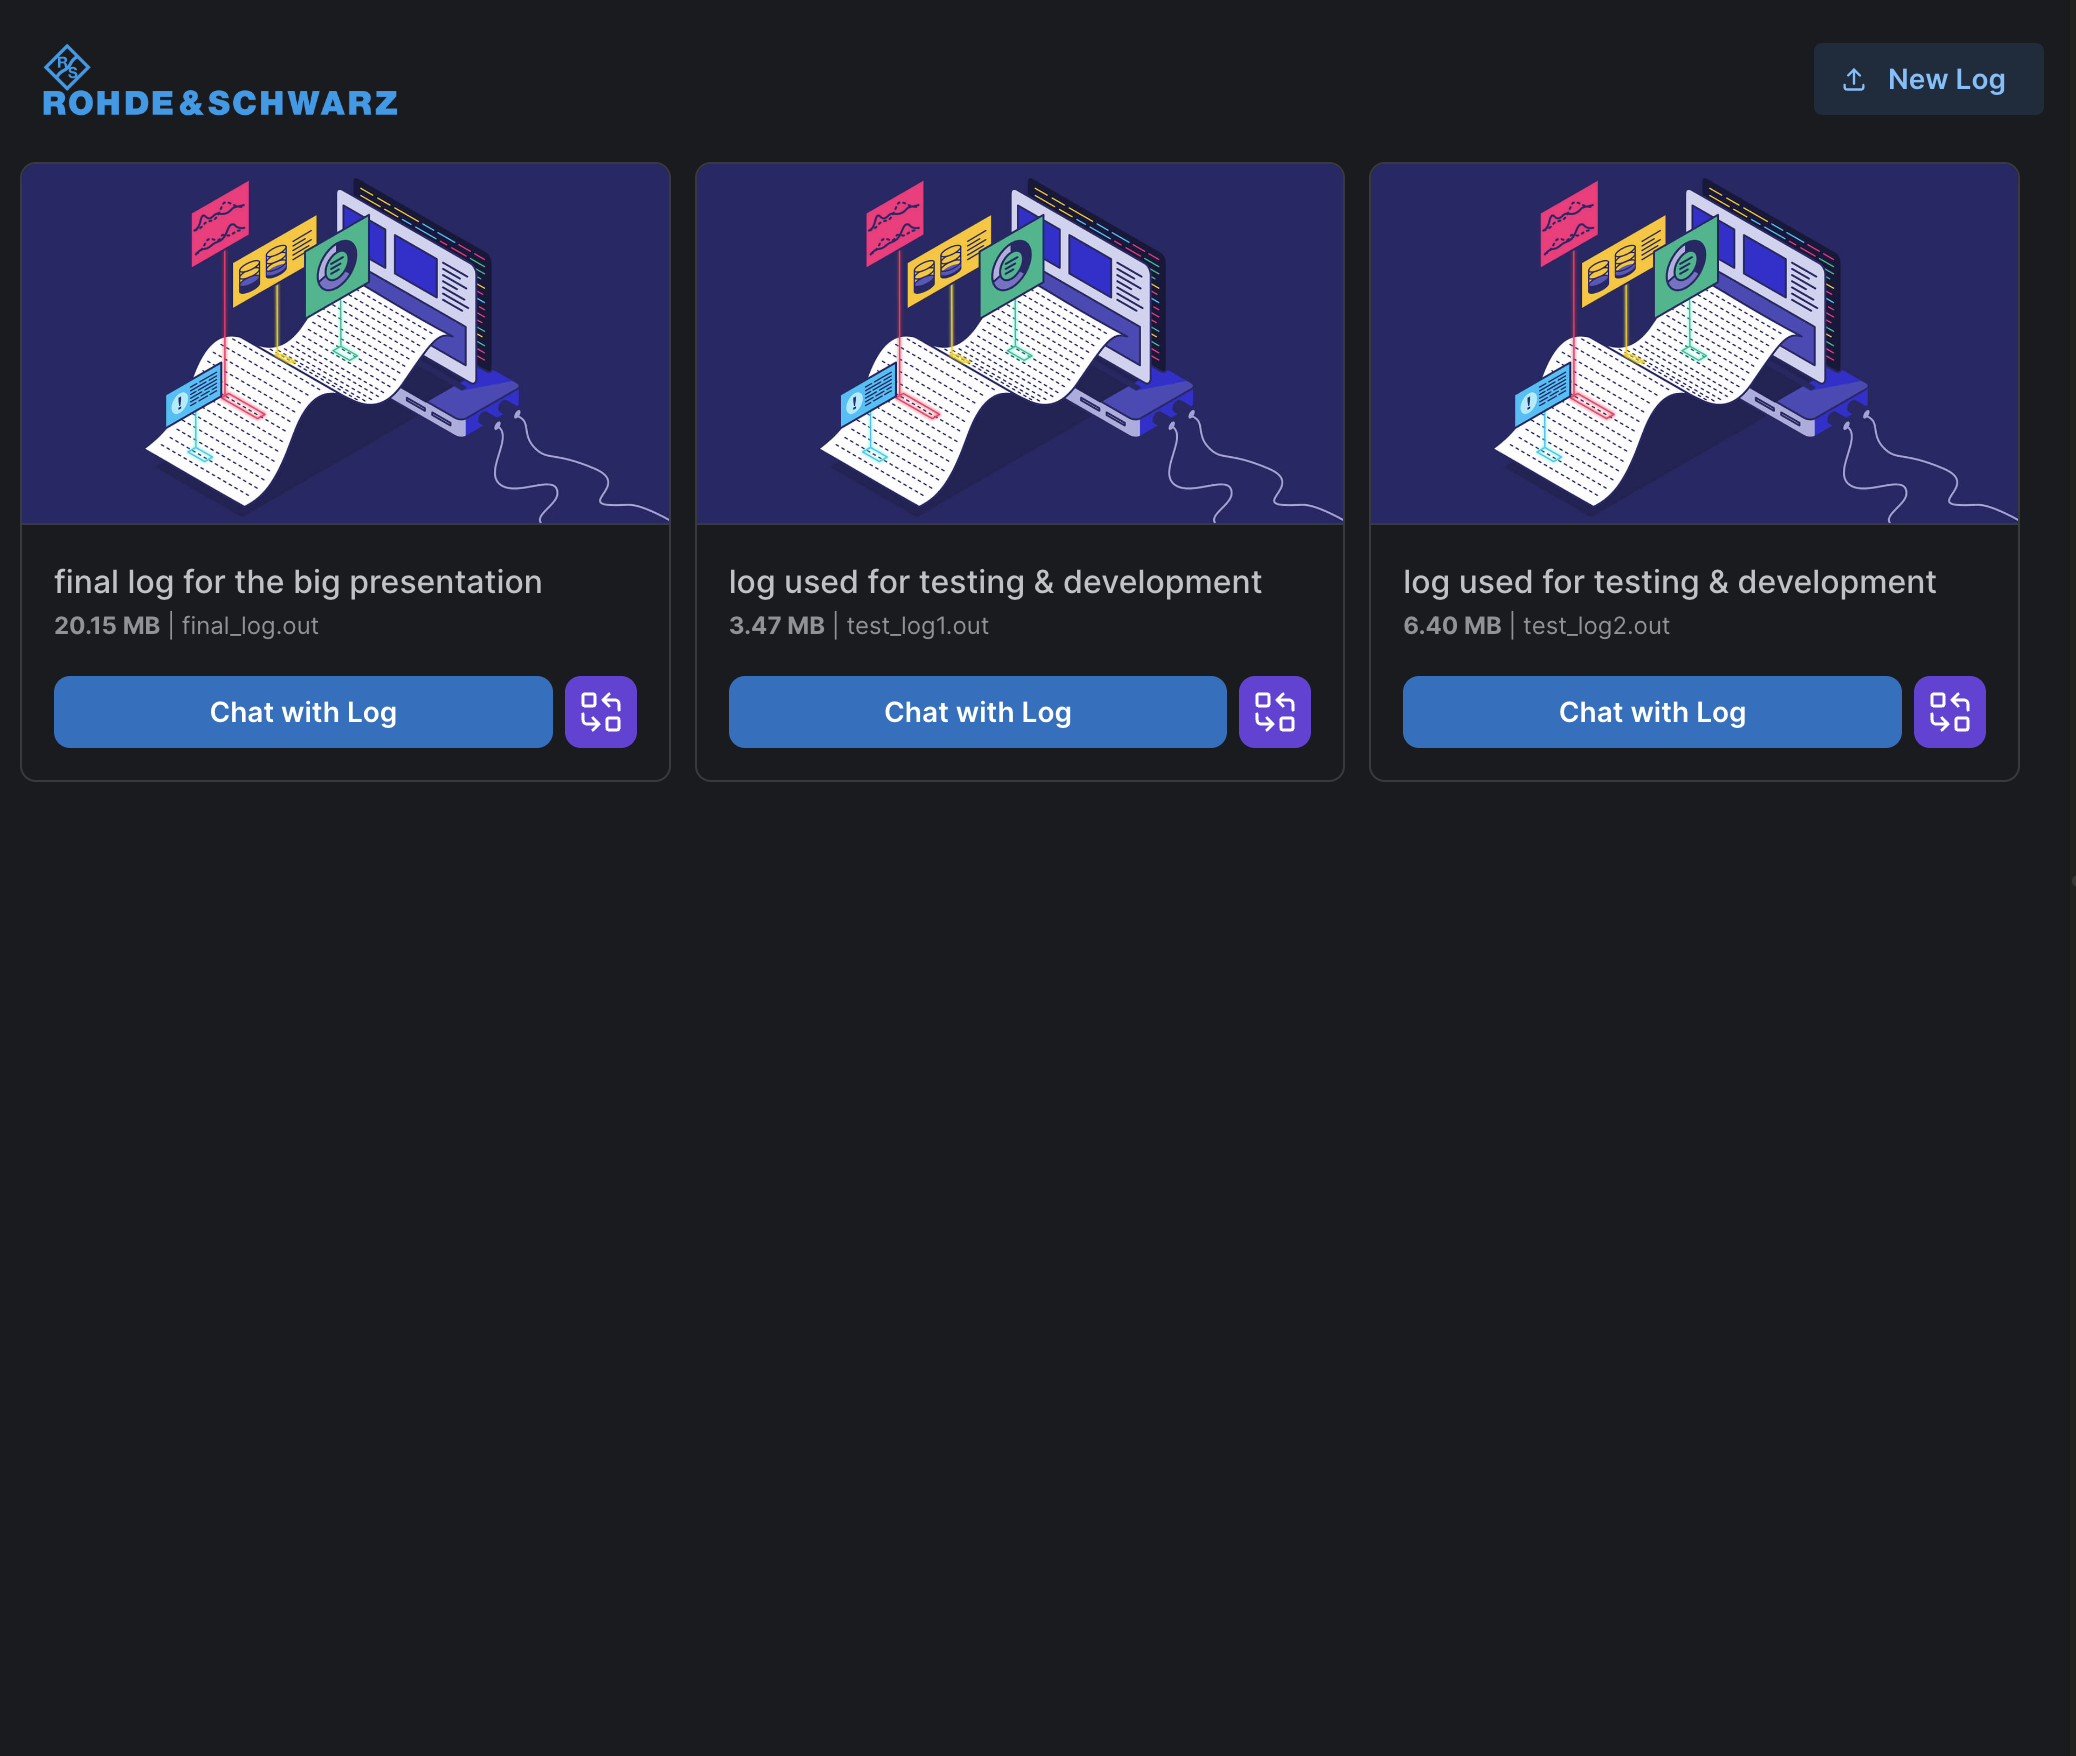 RS
ROHDE & SCHWARZ
New Log
final log for the big presentation
20.15 MB | final_log.out
Chat with Log
log used for testing & development
3.47 MB | test_log1.out
Chat with Log
log used for testing & development
6.40 MB | test_log2.out
Chat with Log